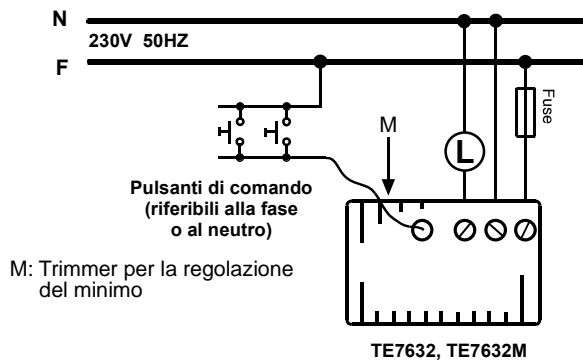 N
230V 50HZ
F
Fuse
M
L
Pulsanti di comando
(riferibili alla fase
o al neutro)
M: Trimmer per la regolazione
del minimo
TE7632, TE7632M